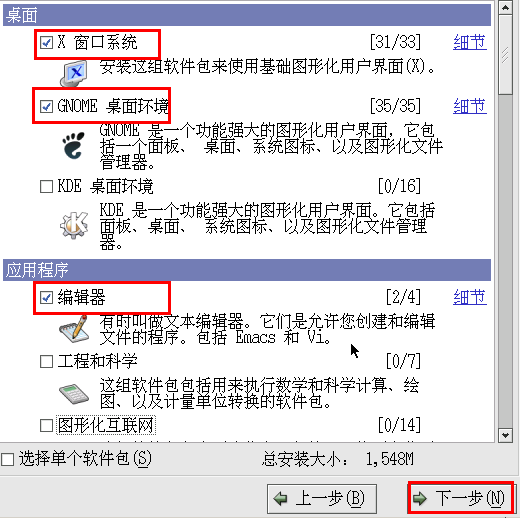 桌面
X 窗口系统 [31/33] 细节
安装这组软件包来使用基础图形化用户界面(X)。
GNOME 桌面环境 [35/35] 细节
GNOME 是一个功能强大的图形化用户界面，它包
括一个面板、 桌面、系统图标、以及图形化文件
管理器。
KDE 桌面环境 [0/16]
KDE 是一个功能强大的图形化用户界面。它包括
面板、桌面、 系统图标、以及图形化文件管理
器。
应用程序
编辑器 [2/4] 细节
有时叫做文本编辑器。它们是允许您创建和编辑
文件的程序。包括 Emacs 和 Vi。
工程和科学 [0/7]
这组软件包包括用来执行数学和科学计算、绘
图、以及计量单位转换的软件包。
图形化互联网 [0/14]
选择单个软件包(S) 总安装大小： 1,548M
上一步(B) 下一步(N)